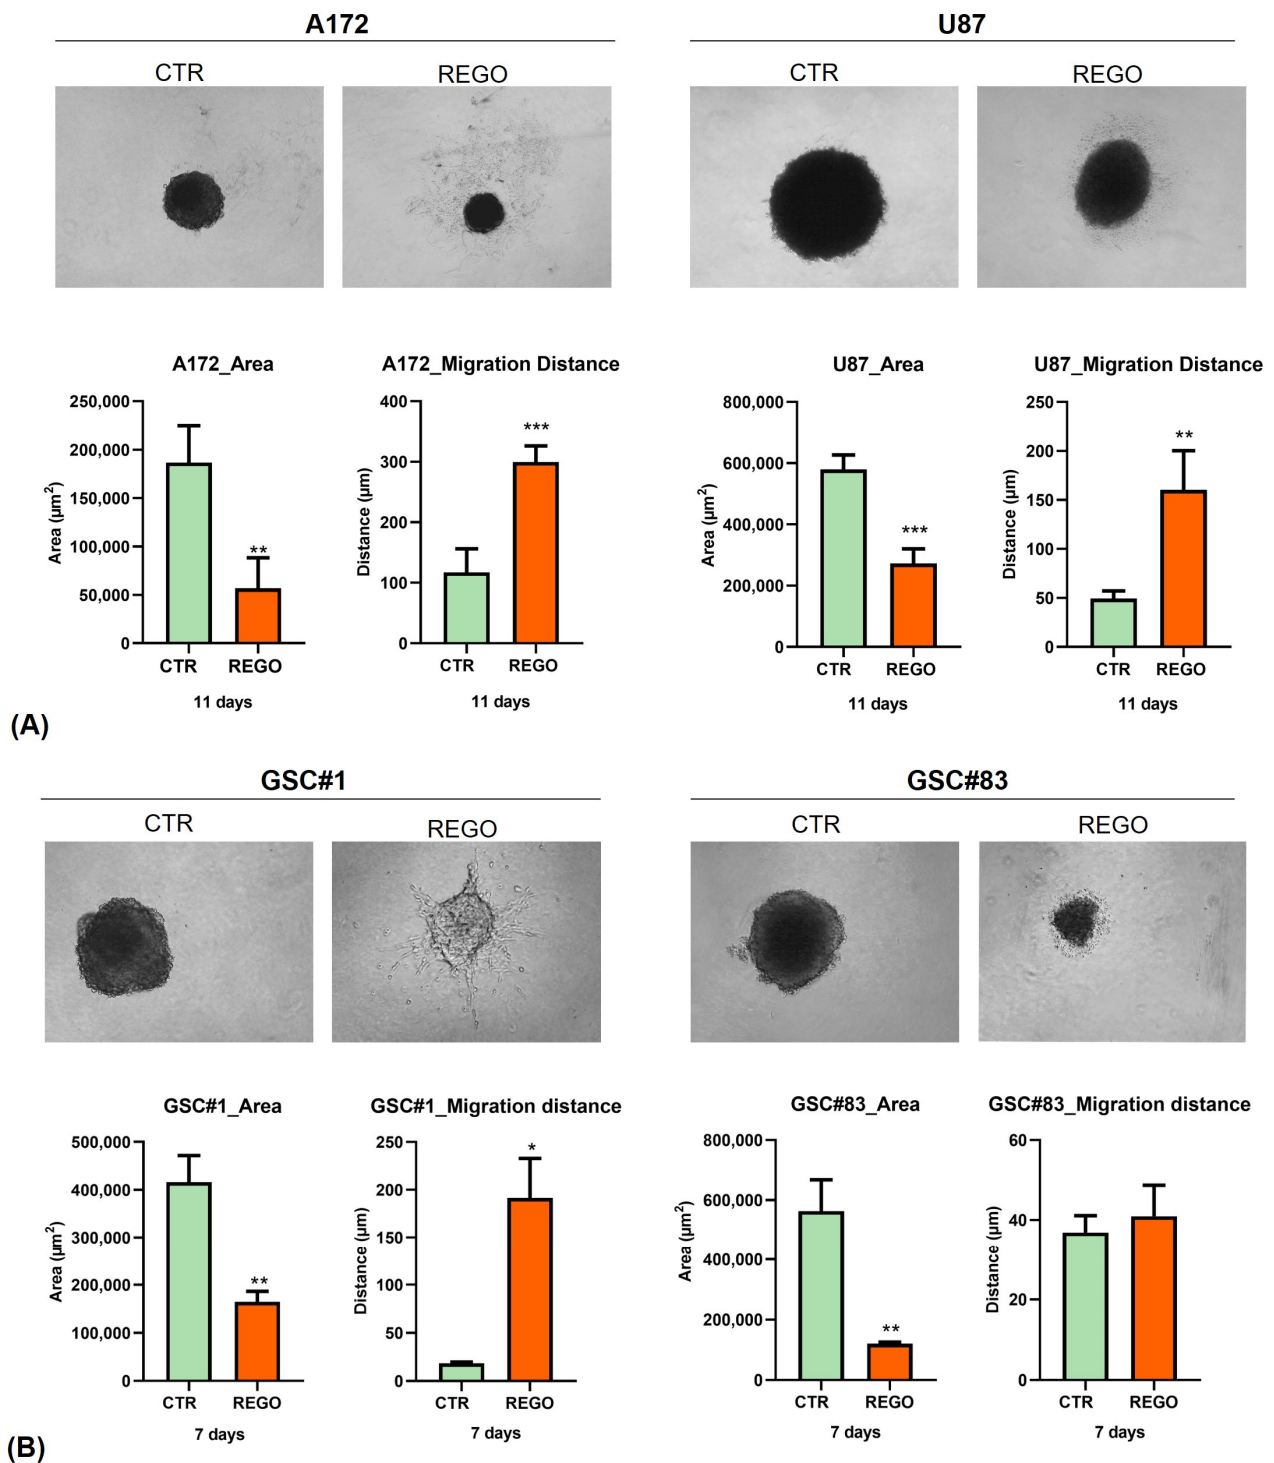 A172
U87
CTR
REGO
CTR
REGO
A172_Area
A172_Migration Distance
U87_Area
U87_Migration Distance
Area (µm²)
250,000
200,000
150,000
100,000
50,000
0
**
CTR
REGO
11 days
Distance (µm)
400
300
200
100
0
***
CTR
REGO
11 days
Area (µm²)
800,000
600,000
400,000
200,000
0
***
CTR
REGO
11 days
Distance (µm)
250
200
150
100
50
0
**
CTR
REGO
11 days
(A)
GSC#1
GSC#83
CTR
REGO
CTR
REGO
GSC#1_Area
GSC#1_Migration distance
GSC#83_Area
GSC#83_Migration distance
Area (µm²)
500,000
400,000
300,000
200,000
100,000
0
**
CTR
REGO
7 days
Distance (µm)
250
200
150
100
50
0
*
CTR
REGO
7 days
Area (µm²)
800,000
600,000
400,000
200,000
0
**
CTR
REGO
7 days
Distance (µm)
60
40
20
0
CTR
REGO
7 days
(B)